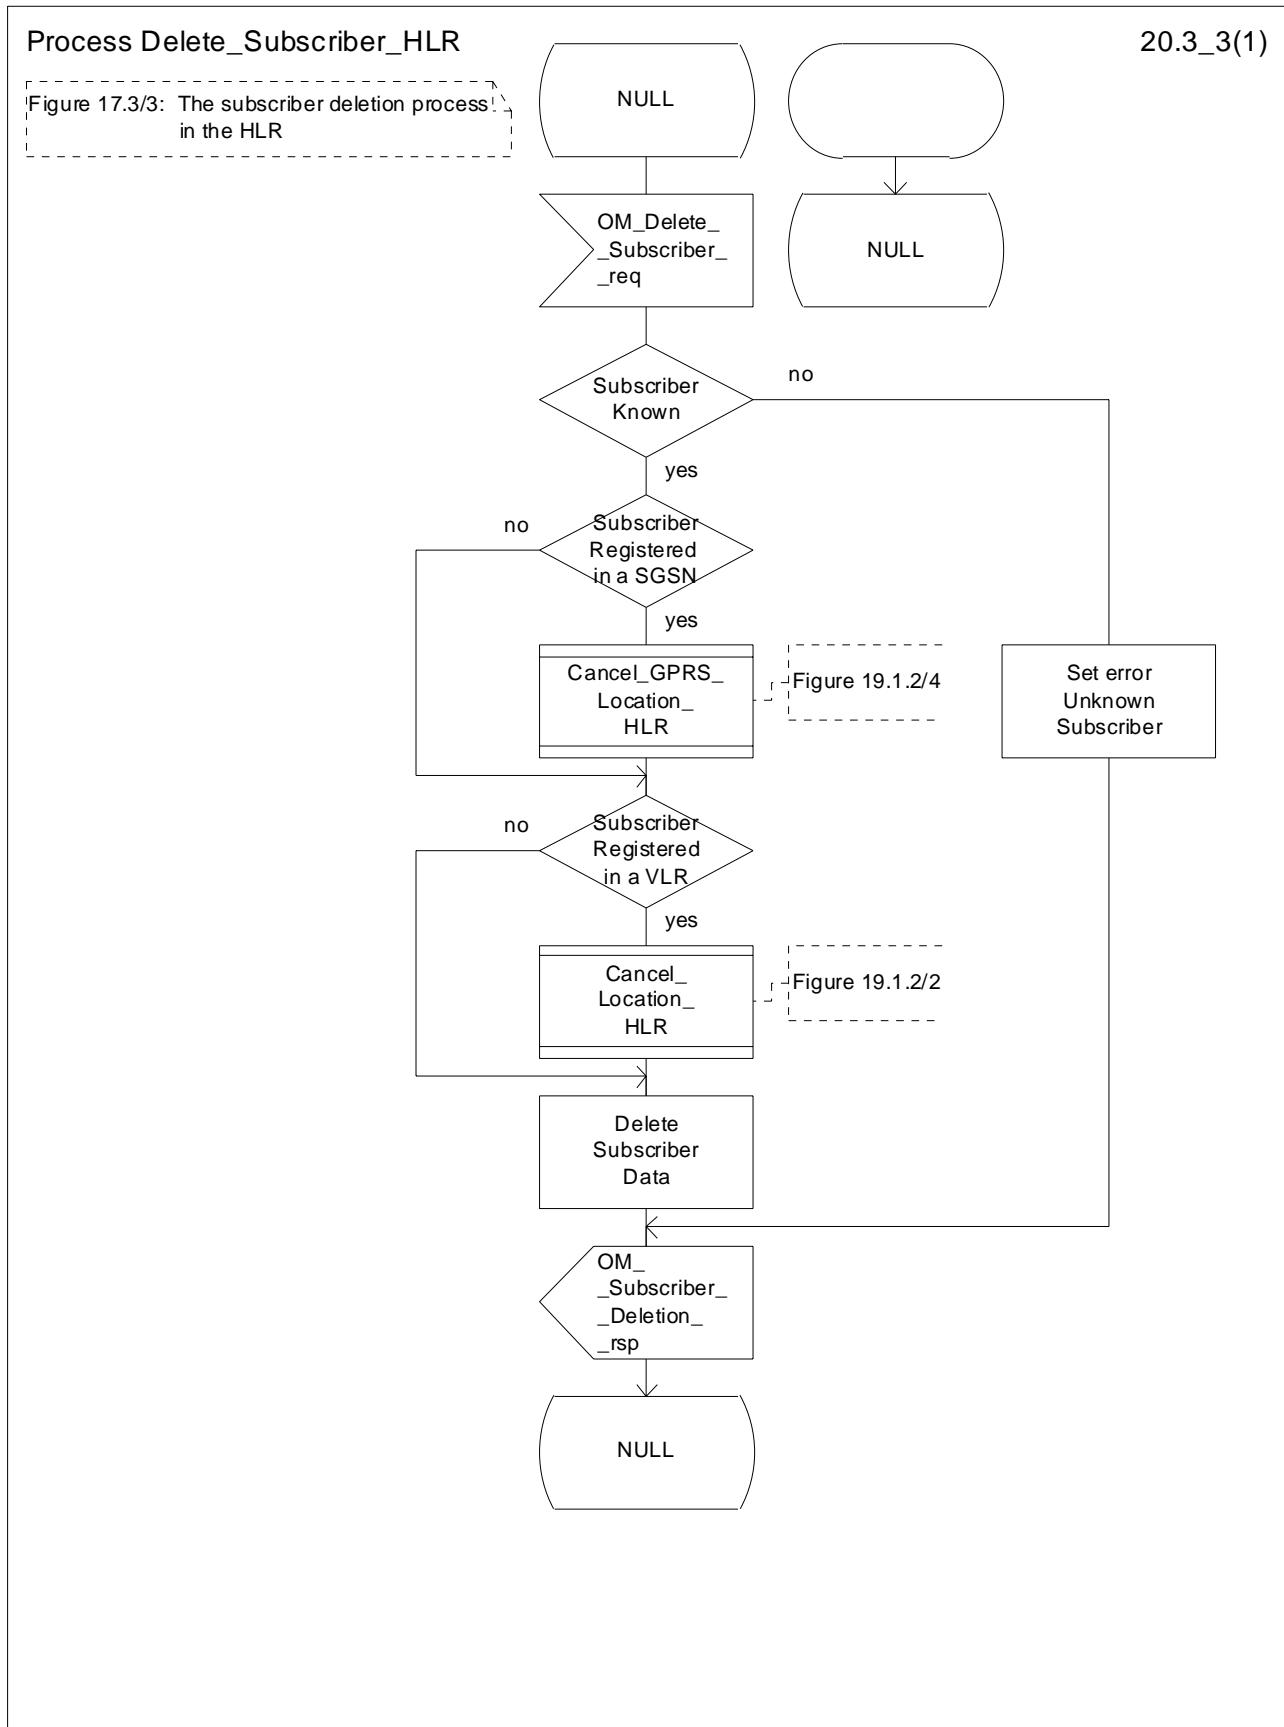 Process Delete_Subscriber_HLR
20.3_3(1)
Figure 17.3/3: The subscriber deletion process
in the HLR
NULL
OM_Delete_
_Subscriber_
_req
NULL
Subscriber
Known
no
yes
Subscriber
Registered
in a SGSN
no
yes
Cancel_GPRS_
Location_
HLR
Figure 19.1.2/4
Set error
Unknown
Subscriber
Subscriber
Registered
in a VLR
no
yes
Cancel_
Location_
HLR
Figure 19.1.2/2
Delete
Subscriber
Data
OM_
_Subscriber_
_Deletion_
_rsp
NULL